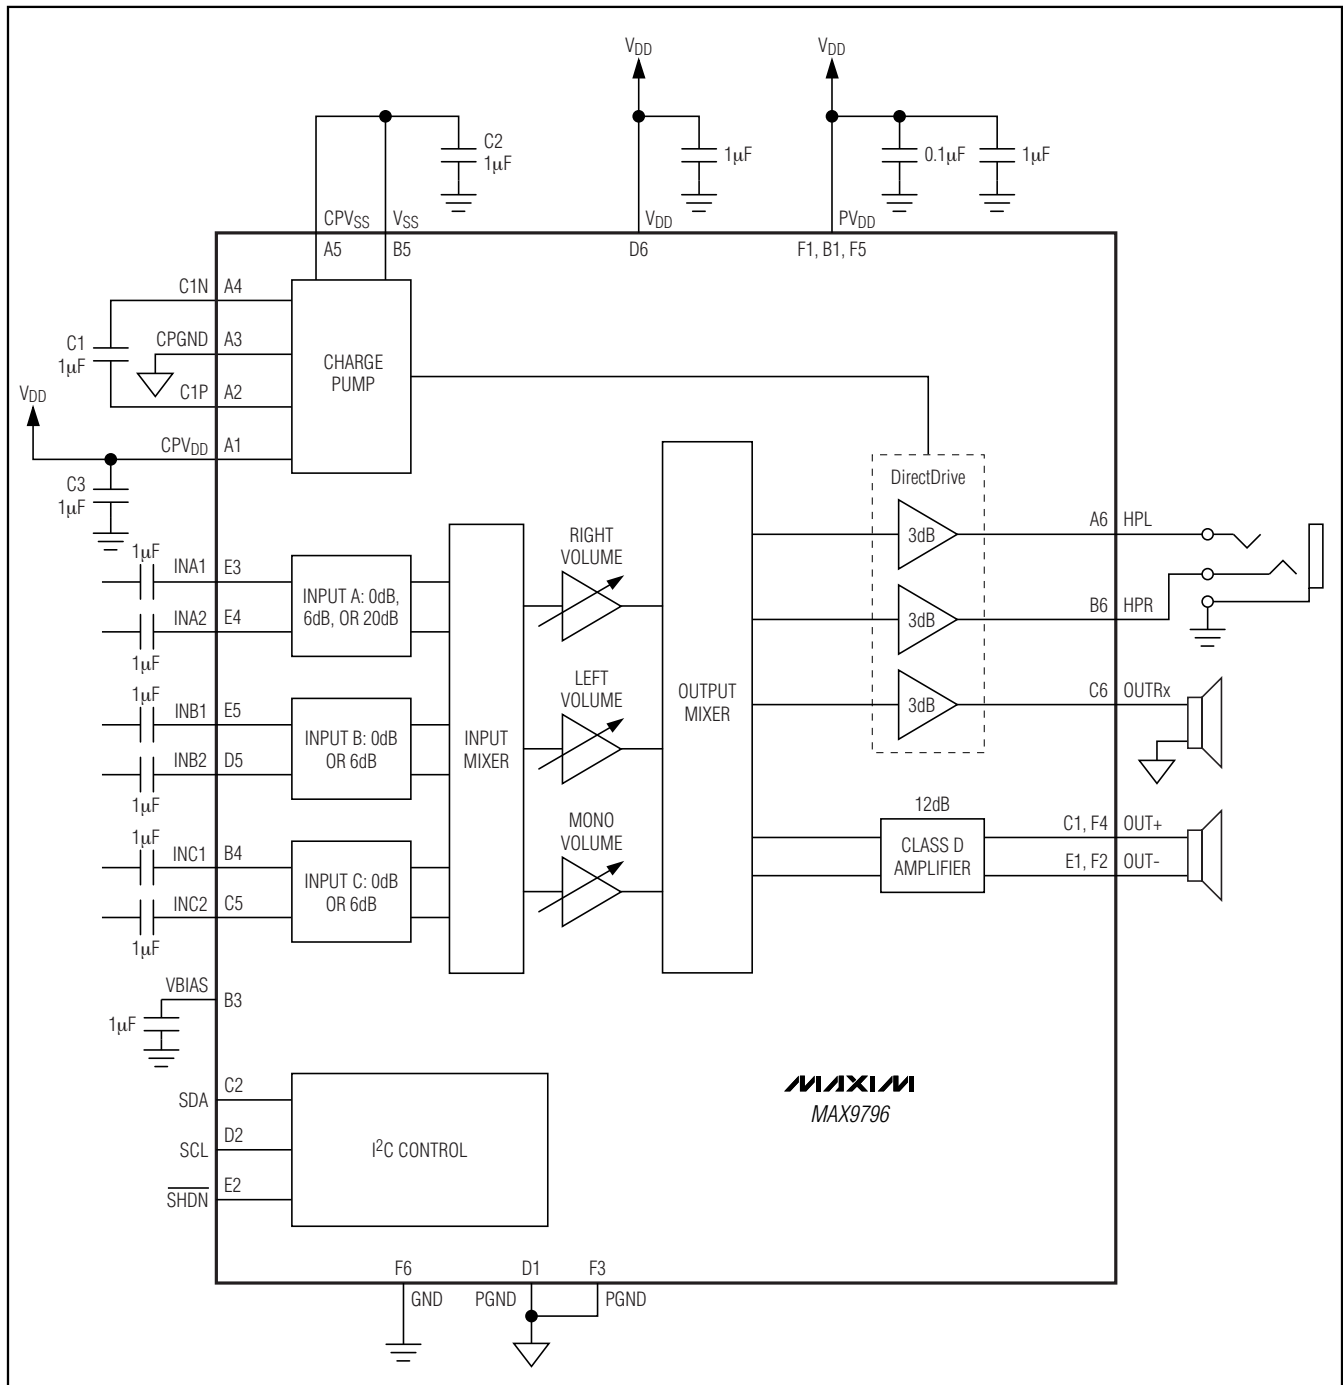 VDD
VDD
C2
1µF
1µF
0.1µF
1µF
CPVSS
VSS
VDD
PVDD
A5
B5
D6
F1, B1, F5
C1N
A4
C1
1µF
CPGND
A3
CHARGE
PUMP
C1P
A2
VDD
CPVDD
A1
C3
1µF
DirectDrive
1µF
INA1
E3
INPUT A: 0dB,
6dB, OR 20dB
INA2
E4
1µF
RIGHT
VOLUME
3dB
A6
HPL
3dB
B6
HPR
1µF
INB1
E5
INPUT B: 0dB
OR 6dB
INB2
D5
1µF
INPUT
MIXER
LEFT
VOLUME
OUTPUT
MIXER
3dB
C6
OUTRx
1µF
INC1
B4
INPUT C: 0dB
OR 6dB
INC2
C5
1µF
MONO
VOLUME
12dB
CLASS D
AMPLIFIER
C1, F4
OUT+
E1, F2
OUT-
VBIAS
B3
1µF
SDA
C2
SCL
D2
I2C CONTROL
SHDN
E2
MAXIM
MAX9796
F6
D1
F3
GND
PGND
PGND